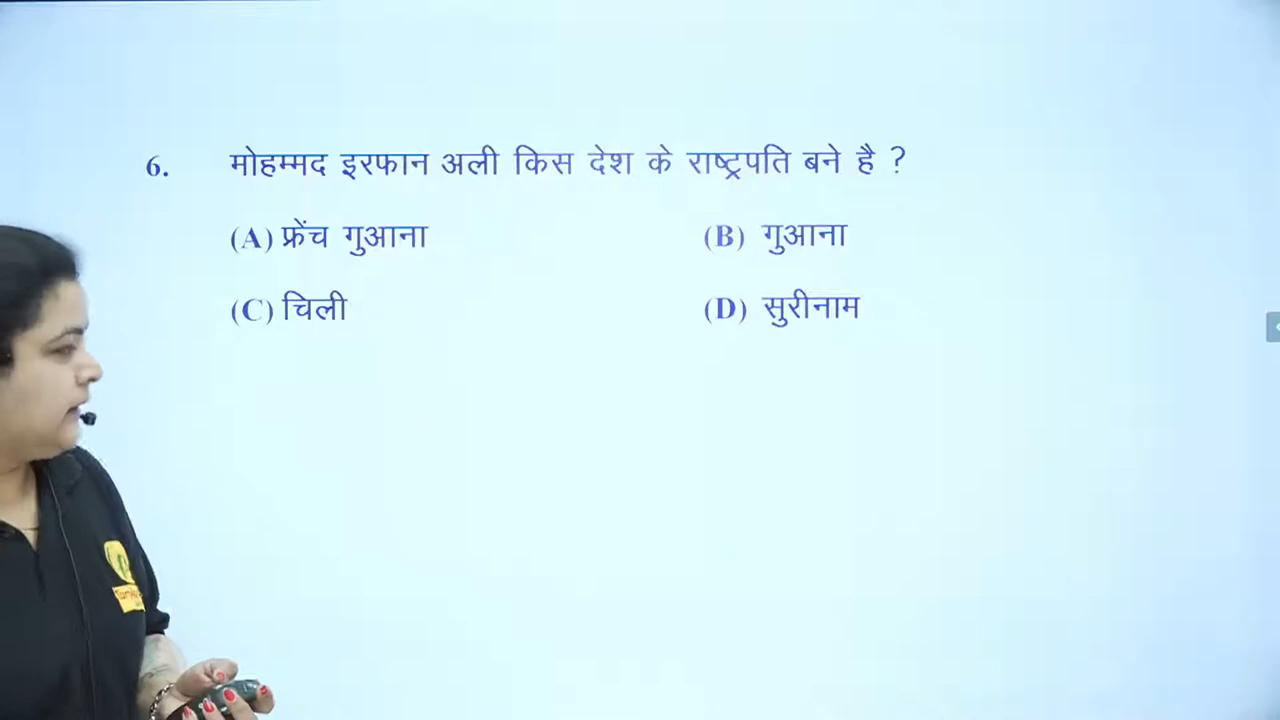 6. मोहम्मद इरफान अली किस देश के राष्ट्रपति बने है ?
(A) फ्रेंच गुआना (B) गुआना
(C) चिली (D) सुरीनाम